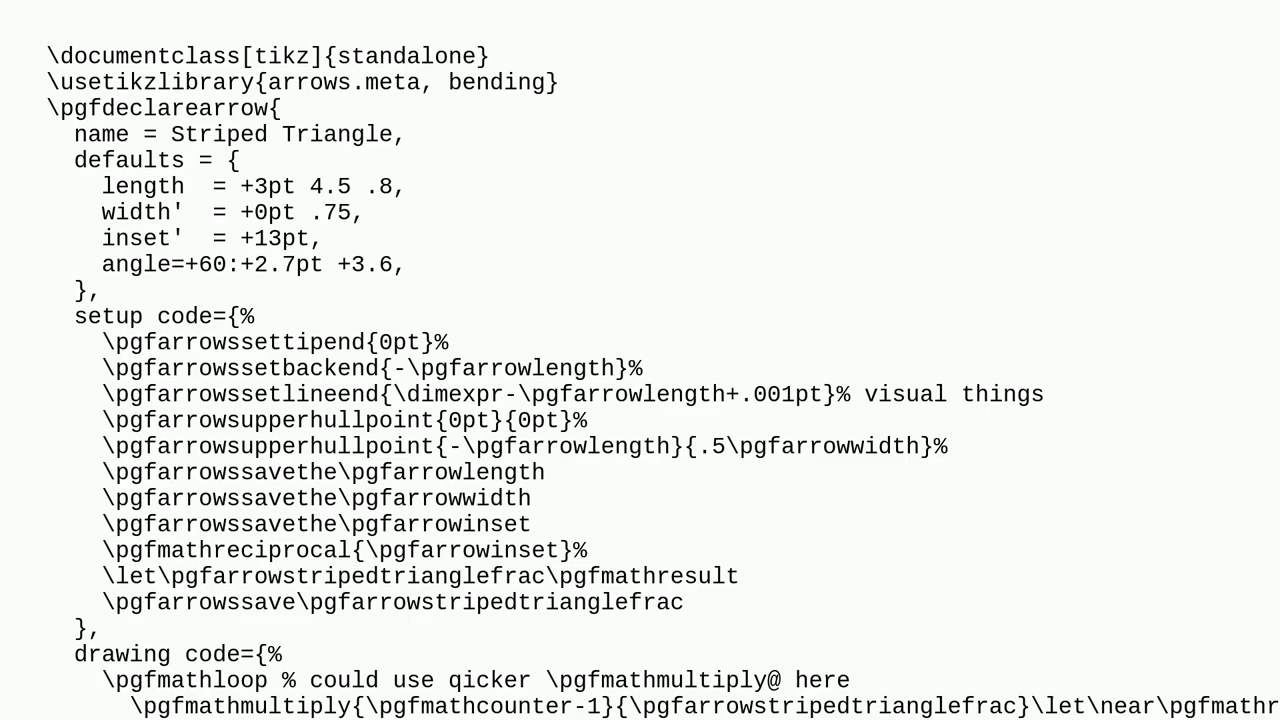 \documentclass[tikz]{standalone}
\usetikzlibrary{arrows.meta, bending}
\pgfdeclarearrow{
  name = Striped Triangle,
  defaults = {
    length  = +3pt 4.5 .8,
    width'  = +0pt .75,
    inset'  = +13pt,
    angle=+60:+2.7pt +3.6,
  },
  setup code={%
    \pgfarrowssettipend{0pt}%
    \pgfarrowssetbackend{-\pgfarrowlength}%
    \pgfarrowssetlineend{\dimexpr-\pgfarrowlength+.001pt}% visual things
    \pgfarrowsupperhullpoint{0pt}{0pt}%
    \pgfarrowsupperhullpoint{-\pgfarrowlength}{.5\pgfarrowwidth}%
    \pgfarrowssavethe\pgfarrowlength
    \pgfarrowssavethe\pgfarrowwidth
    \pgfarrowssavethe\pgfarrowinset
    \pgfmathreciprocal{\pgfarrowinset}%
    \let\pgfarrowstripedtrianglefrac\pgfmathresult
    \pgfarrowssave\pgfarrowstripedtrianglefrac
  },
  drawing code={%
    \pgfmathloop % could use qicker \pgfmathmultiply@ here
      \pgfmathmultiply{\pgfmathcounter-1}{\pgfarrowstripedtrianglefrac}\let\near\pgfmathr